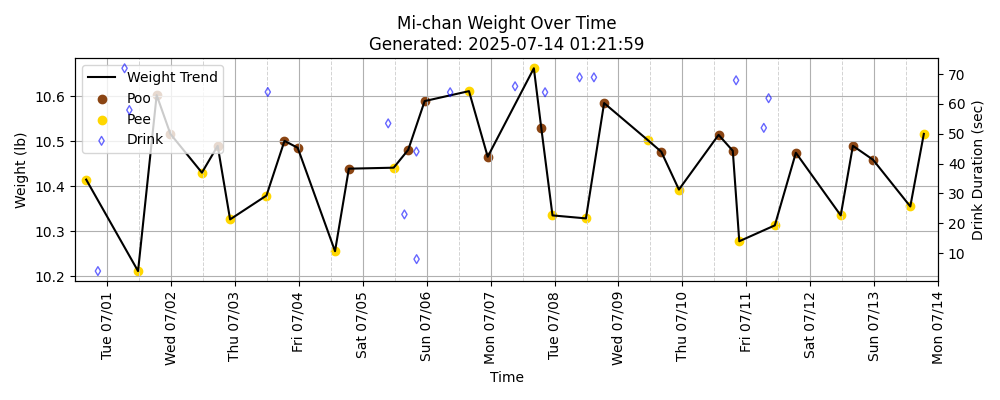 Mi-chan Weight Over Time
Generated: 2025-07-14 01:21:59
Weight Trend
Poo
Pee
Drink
Weight (lb)
10.6
10.5
10.4
10.3
10.2
Drink Duration (sec)
70
60
50
40
30
20
10
Tue 07/01
Wed 07/02
Thu 07/03
Fri 07/04
Sat 07/05
Sun 07/06
Mon 07/07
Tue 07/08
Wed 07/09
Thu 07/10
Fri 07/11
Sat 07/12
Sun 07/13
Mon 07/14
Time